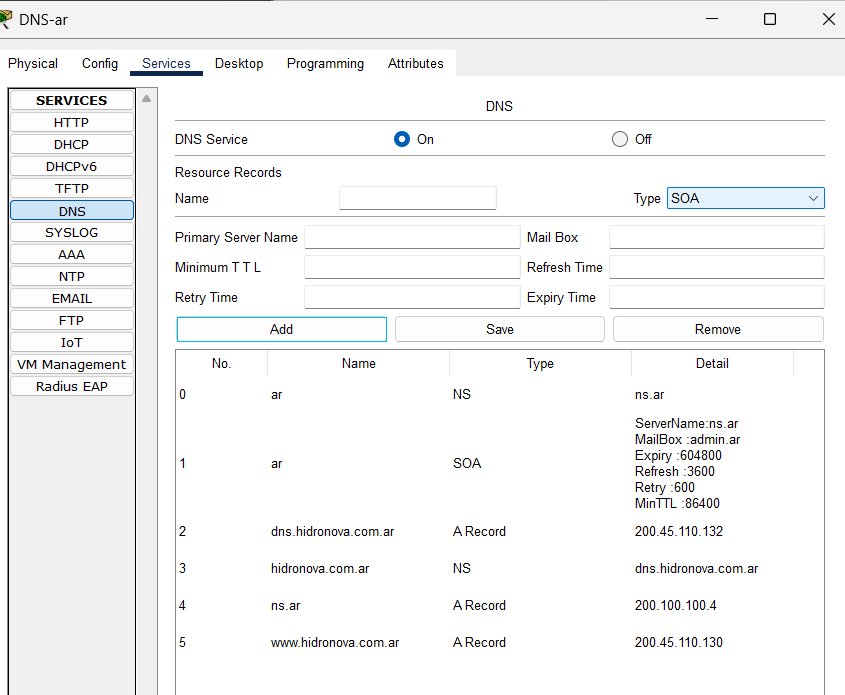 DNS-ar
Physical Config Services Desktop Programming Attributes
SERVICES
HTTP
DHCP
DHCPv6
TFTP
DNS
SYSLOG
AAA
NTP
EMAIL
FTP
IoT
VM Management
Radius EAP
DNS
DNS Service On Off
Resource Records
Name Type SOA
Primary Server Name Mail Box
Minimum T T L Refresh Time
Retry Time Expiry Time
Add Save Remove
No. Name Type Detail
0 ar NS ns.ar
1 ar SOA
ServerName:ns.ar
MailBox :admin.ar
Expiry :604800
Refresh :3600
Retry :600
MinTTL :86400
2 dns.hidronova.com.ar A Record 200.45.110.132
3 hidronova.com.ar NS dns.hidronova.com.ar
4 ns.ar A Record 200.100.100.4
5 www.hidronova.com.ar A Record 200.45.110.130